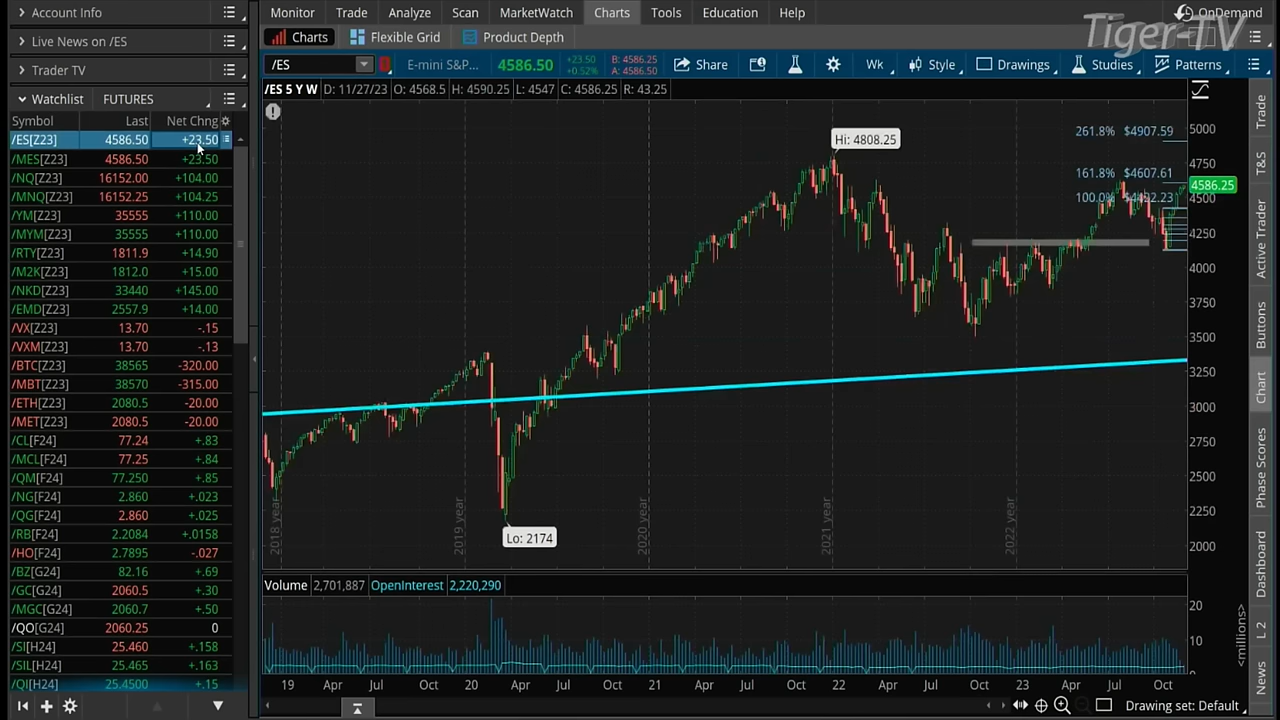 Account Info
Monitor Trade Analyze Scan MarketWatch Charts Tools Education Help
OnDemand
Tiger-TV
Live News on /ES
Charts Flexible Grid Product Depth
Trader TV
/ES E-mini S&P... 4586.50 +23.50 +0.52% B: 4586.25 A: 4586.50 Share Wk Style Drawings Studies Patterns
Watchlist FUTURES
/ES 5 Y W D: 11/27/23 O: 4568.5 H: 4590.25 L: 4547 C: 4586.25 R: 43.25
Symbol Last Net Chng
/ES[Z23] 4586.50 +23.50
/MES[Z23] 4586.50 +23.50
/NQ[Z23] 16152.00 +104.00
/MNQ[Z23] 16152.25 +104.25
/YM[Z23] 35555 +110.00
/MYM[Z23] 35555 +110.00
/RTY[Z23] 1811.9 +14.90
/M2K[Z23] 1812.0 +15.00
/NKD[Z23] 33440 +145.00
/EMD[Z23] 2557.9 +14.00
/VX[Z23] 13.70 -.15
/VXM[Z23] 13.70 -.13
/BTC[Z23] 38565 -320.00
/MBT[Z23] 38570 -315.00
/ETH[Z23] 2080.5 -20.00
/MET[Z23] 2080.5 -20.00
/CL[F24] 77.24 +.83
/MCL[F24] 77.25 +.84
/QM[F24] 77.250 +.85
/NG[F24] 2.860 +.023
/QG[F24] 2.860 +.025
/RB[F24] 2.2084 +.0158
/HO[F24] 2.7895 -.027
/BZ[G24] 82.16 +.69
/GC[G24] 2060.5 +.30
/MGC[G24] 2060.7 +.50
/QO[G24] 2060.25 0
/SI[H24] 25.460 +.158
/SIL[H24] 25.465 +.163
/QI[H24] 25.4500 +.15
Hi: 4808.25
Lo: 2174
261.8% $4907.59
161.8% $4607.61
100.0%
5000
4750
4586.25
4500
4250
4000
3750
3500
3250
3000
2750
2500
2250
2000
2018 year
2019 year
2020 year
2021 year
2022 year
Volume 2,701,887 OpenInterest 2,220,290
20
10
<millions>
19 Apr Jul Oct 20 Apr Jul Oct 21 Apr Jul Oct 22 Apr Jul Oct 23 Apr Jul Oct
Drawing set: Default
Trade
T&S
Active Trader
Buttons
Chart
Phase Scores
Dashboard
L 2
News